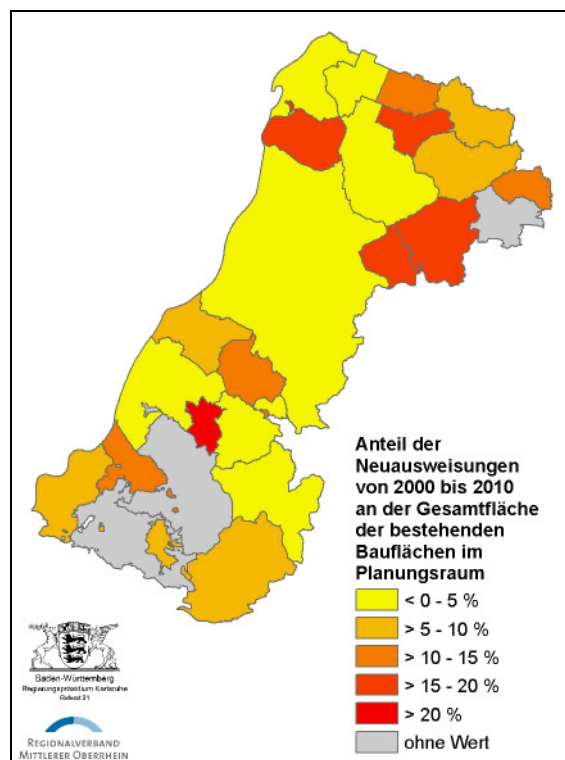 Anteil der
Neuausweisungen
von 2000 bis 2010
an der Gesamtfläche
der bestehenden
Bauflächen im
Planungsraum
< 0 - 5 %
> 5 - 10 %
> 10 - 15 %
> 15 - 20 %
> 20 %
ohne Wert
Baden-Württemberg
Regierungspräsidium Karlsruhe
Referat 21
REGIONALVERBAND
MITTLERER OBERRHEIN